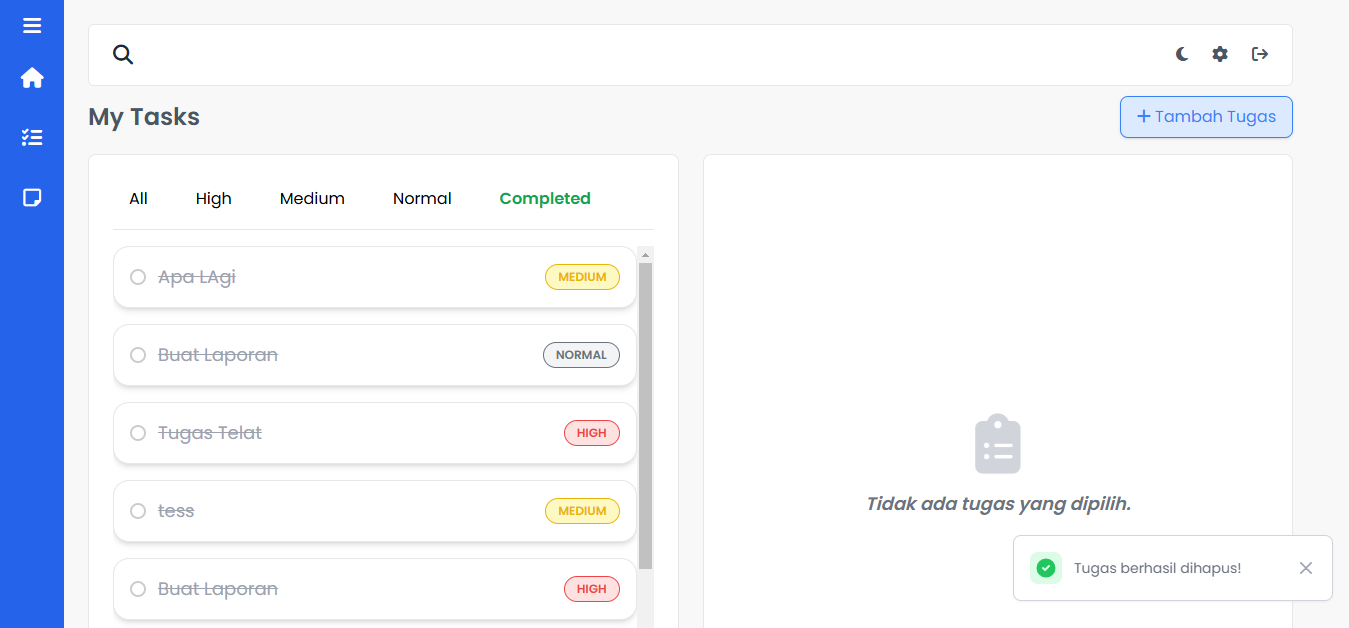 My Tasks
+ Tambah Tugas
All High Medium Normal Completed
Apa LAgi MEDIUM
Buat Laporan NORMAL
Tugas Telat HIGH
tess MEDIUM
Buat Laporan HIGH
Tidak ada tugas yang dipilih.
Tugas berhasil dihapus!